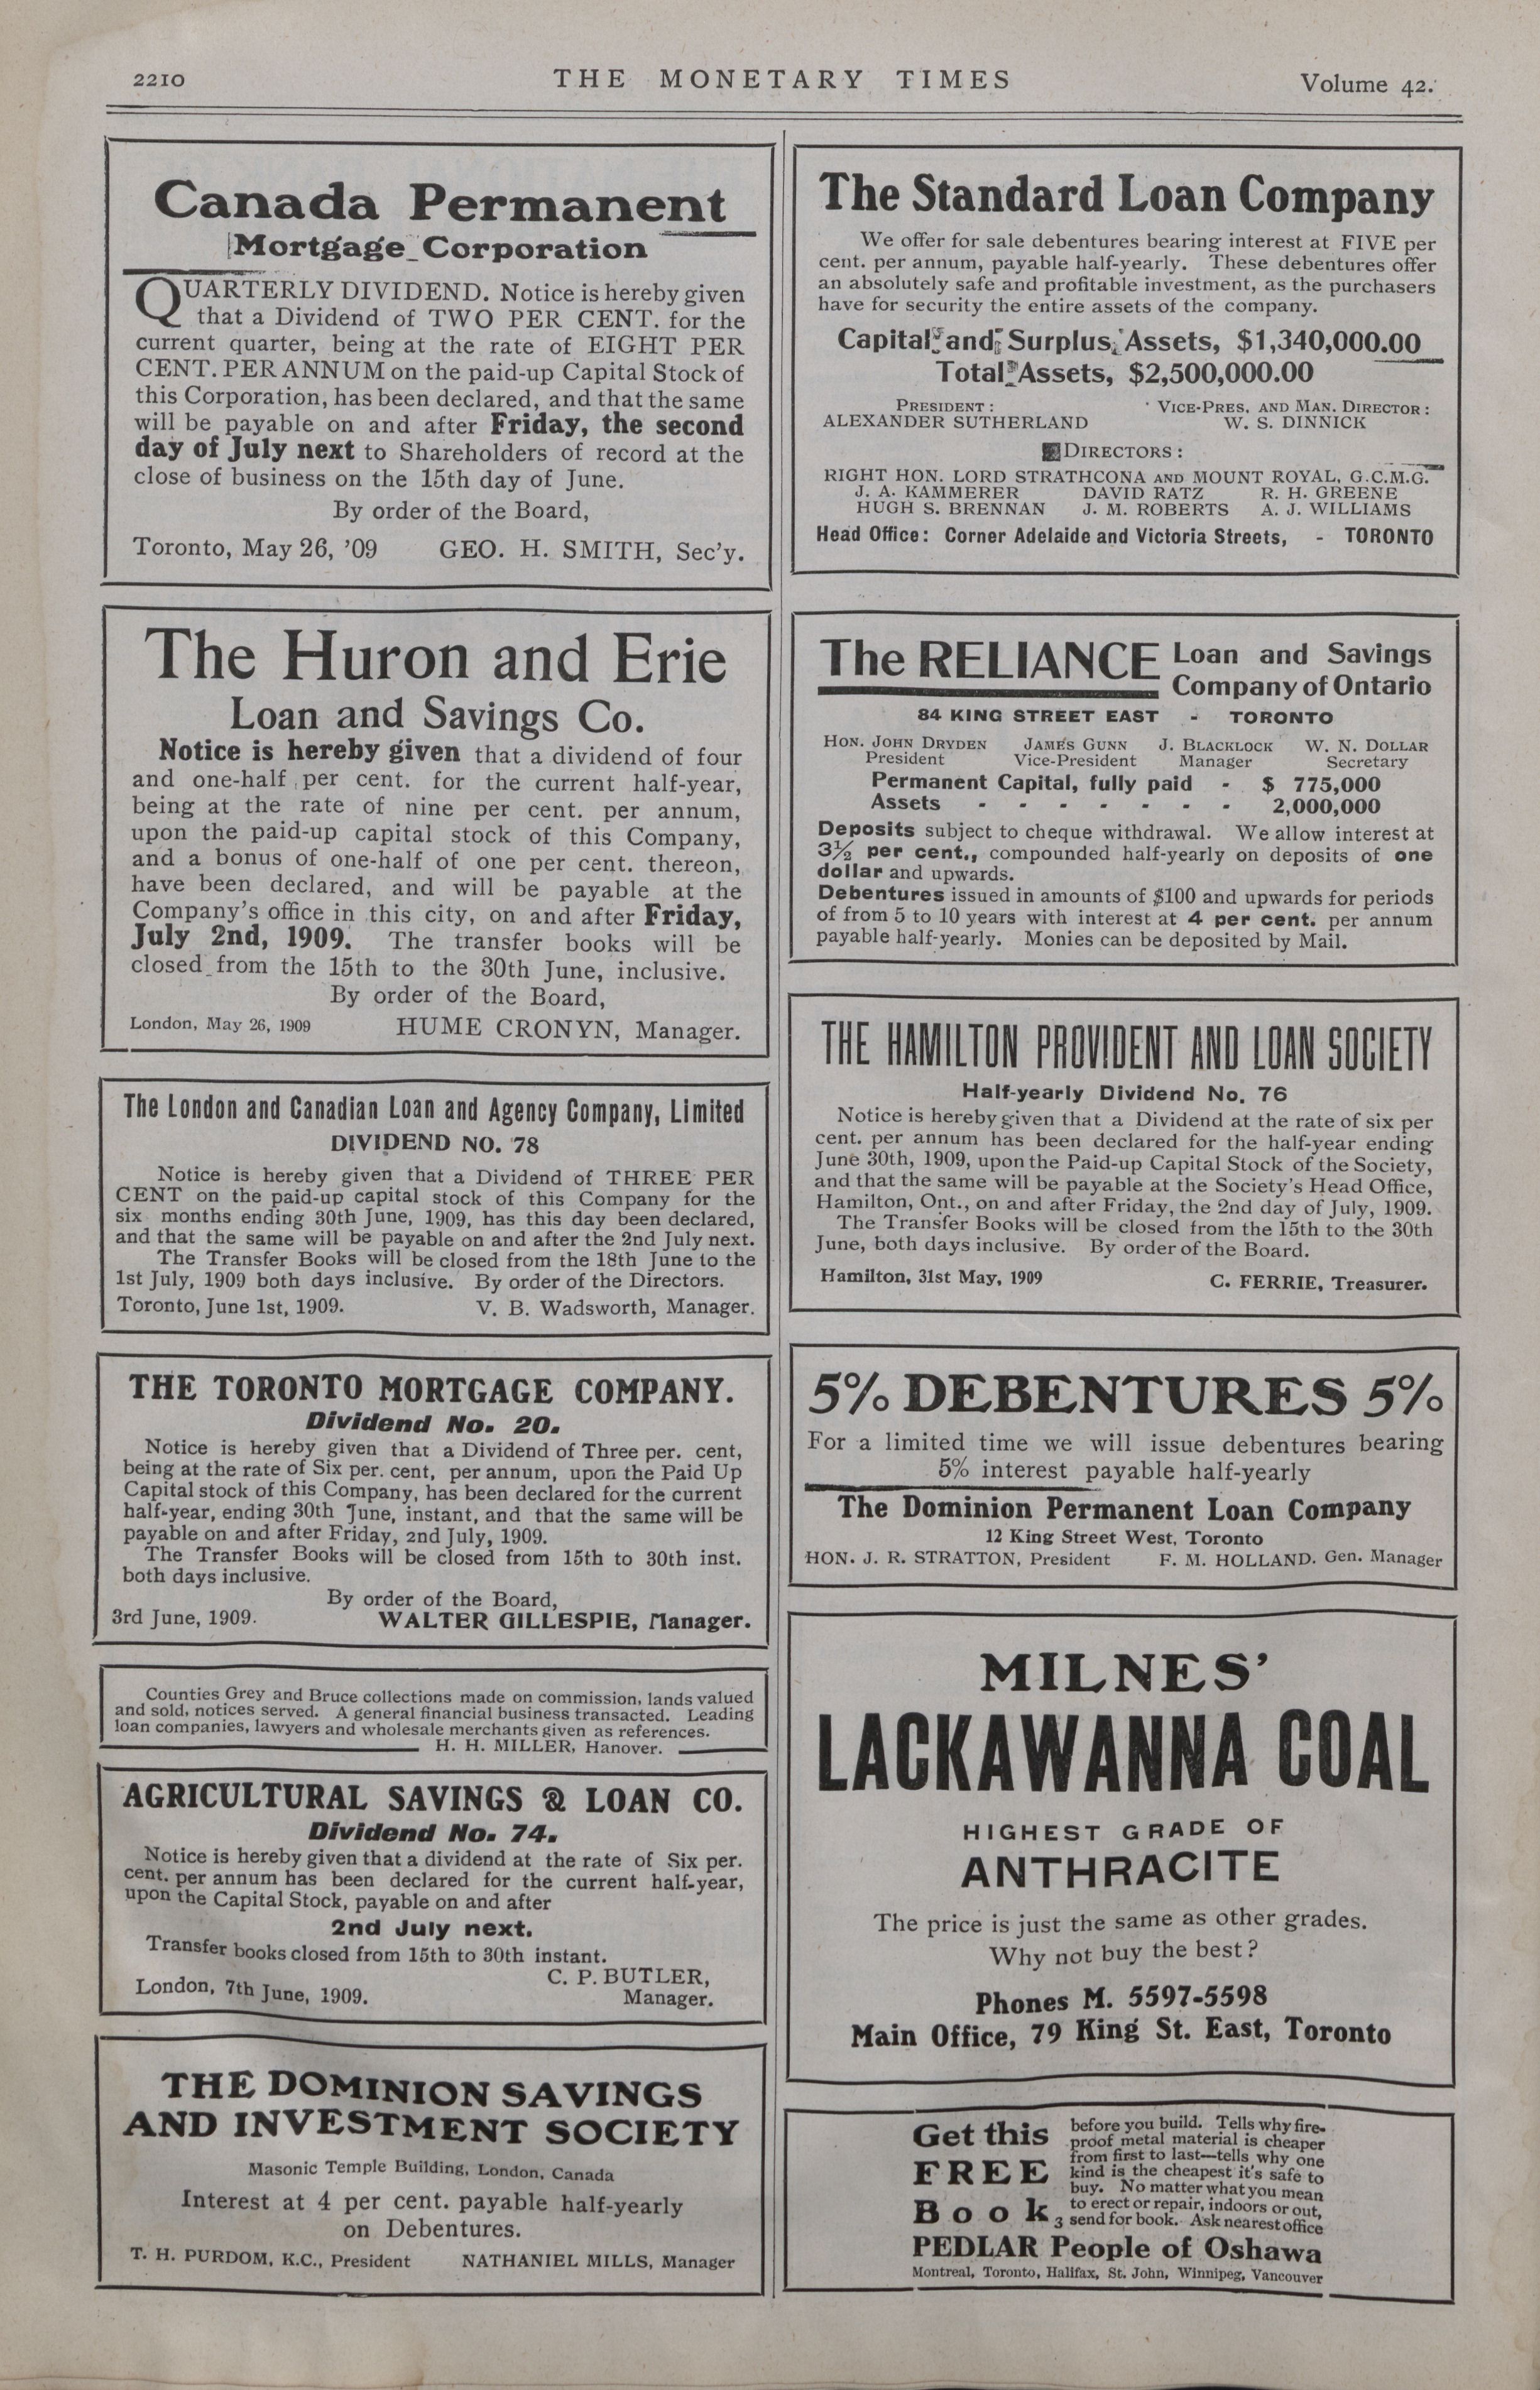 2210
THE MONETARY TIMES
Volume 42.
Canada Permanent
Mortgage Corporation
QUARTERLY DIVIDEND. Notice is hereby given
that a Dividend of TWO PER CENT. for the
current quarter, being at the rate of EIGHT PER
CENT. PER ANNUM on the paid-up Capital Stock of
this Corporation, has been declared, and that the same
will be payable on and after Friday, the second
day of July next to Shareholders of record at the
close of business on the 15th day of June.
By order of the Board,
Toronto, May 26, '09 GEO. H. SMITH, Sec'y.
The Huron and Erie
Loan and Savings Co.
Notice is hereby given that a dividend of four
and one-half per cent. for the current half-year,
being at the rate of nine per cent. per annum,
upon the paid-up capital stock of this Company,
and a bonus of one-half of one per cent. thereon,
have been declared, and will be payable at the
Company's office in this city, on and after Friday,
July 2nd, 1909. The transfer books will be
closed from the 15th to the 30th June, inclusive.
By order of the Board,
London, May 26, 1909 HUME CRONYN, Manager.
The London and Canadian Loan and Agency Company, Limited
DIVIDEND NO. 78
Notice is hereby given that a Dividend of THREE PER
CENT on the paid-up capital stock of this Company for the
six months ending 30th June, 1909, has this day been declared,
and that the same will be payable on and after the 2nd July next.
The Transfer Books will be closed from the 18th June to the
1st July, 1909 both days inclusive. By order of the Directors.
Toronto, June 1st, 1909. V. B. Wadsworth, Manager.
THE TORONTO MORTGAGE COMPANY.
Dividend No. 20.
Notice is hereby given that a Dividend of Three per. cent,
being at the rate of Six per. cent, per annum, upon the Paid Up
Capital stock of this Company, has been declared for the current
half-year, ending 30th June, instant, and that the same will be
payable on and after Friday, 2nd July, 1909.
The Transfer Books will be closed from 15th to 30th inst.
both days inclusive.
By order of the Board,
3rd June, 1909. WALTER GILLESPIE, Manager.
Counties Grey and Bruce collections made on commission, lands valued
and sold, notices served. A general financial business transacted. Leading
loan companies, lawyers and wholesale merchants given as references.
H. H. MILLER, Hanover.
AGRICULTURAL SAVINGS & LOAN CO.
Dividend No. 74.
Notice is hereby given that a dividend at the rate of Six per.
cent. per annum has been declared for the current half-year,
upon the Capital Stock, payable on and after
2nd July next.
Transfer books closed from 15th to 30th instant.
C. P. BUTLER,
London, 7th June, 1909. Manager.
THE DOMINION SAVINGS
AND INVESTMENT SOCIETY
Masonic Temple Building, London, Canada
Interest at 4 per cent. payable half-yearly
on Debentures.
T. H. PURDOM, K.C., President NATHANIEL MILLS, Manager
The Standard Loan Company
We offer for sale debentures bearing interest at FIVE per
cent. per annum, payable half-yearly. These debentures offer
an absolutely safe and profitable investment, as the purchasers
have for security the entire assets of the company.
Capital and Surplus Assets, $1,340,000.00
Total Assets, $2,500,000.00
PRESIDENT: VICE-PRES. AND MAN. DIRECTOR:
ALEXANDER SUTHERLAND W. S. DINNICK
DIRECTORS:
RIGHT HON. LORD STRATHCONA AND MOUNT ROYAL, G.C.M.G.
J. A. KAMMERER DAVID RATZ R. H. GREENE
HUGH S. BRENNAN J. M. ROBERTS A. J. WILLIAMS
Head Office: Corner Adelaide and Victoria Streets, - TORONTO
The RELIANCE Loan and Savings
Company of Ontario
84 KING STREET EAST - TORONTO
HON. JOHN DRYDEN JAMES GUNN J. BLACKLOCK W. N. DOLLAR
President Vice-President Manager Secretary
Permanent Capital, fully paid - $ 775,000
Assets - - - - - - - 2,000,000
Deposits subject to cheque withdrawal. We allow interest at
3½ per cent., compounded half-yearly on deposits of one
dollar and upwards.
Debentures issued in amounts of $100 and upwards for periods
of from 5 to 10 years with interest at 4 per cent. per annum
payable half-yearly. Monies can be deposited by Mail.
THE HAMILTON PROVIDENT AND LOAN SOCIETY
Half-yearly Dividend No. 76
Notice is hereby given that a Dividend at the rate of six per
cent. per annum has been declared for the half-year ending
June 30th, 1909, upon the Paid-up Capital Stock of the Society,
and that the same will be payable at the Society's Head Office,
Hamilton, Ont., on and after Friday, the 2nd day of July, 1909.
The Transfer Books will be closed from the 15th to the 30th
June, both days inclusive. By order of the Board.
Hamilton, 31st May, 1909 C. FERRIE, Treasurer.
5% DEBENTURES 5%
For a limited time we will issue debentures bearing
5% interest payable half-yearly
The Dominion Permanent Loan Company
12 King Street West, Toronto
HON. J. R. STRATTON, President F. M. HOLLAND. Gen. Manager
MILNES'
LACKAWANNA COAL
HIGHEST GRADE OF
ANTHRACITE
The price is just the same as other grades.
Why not buy the best?
Phones M. 5597-5598
Main Office, 79 King St. East, Toronto
Get this
FREE
Book 3
before you build. Tells why fire-
proof metal material is cheaper
from first to last—tells why one
kind is the cheapest it's safe to
buy. No matter what you mean
to erect or repair, indoors or out,
send for book. Ask nearest office
PEDLAR People of Oshawa
Montreal, Toronto, Halifax, St. John, Winnipeg, Vancouver